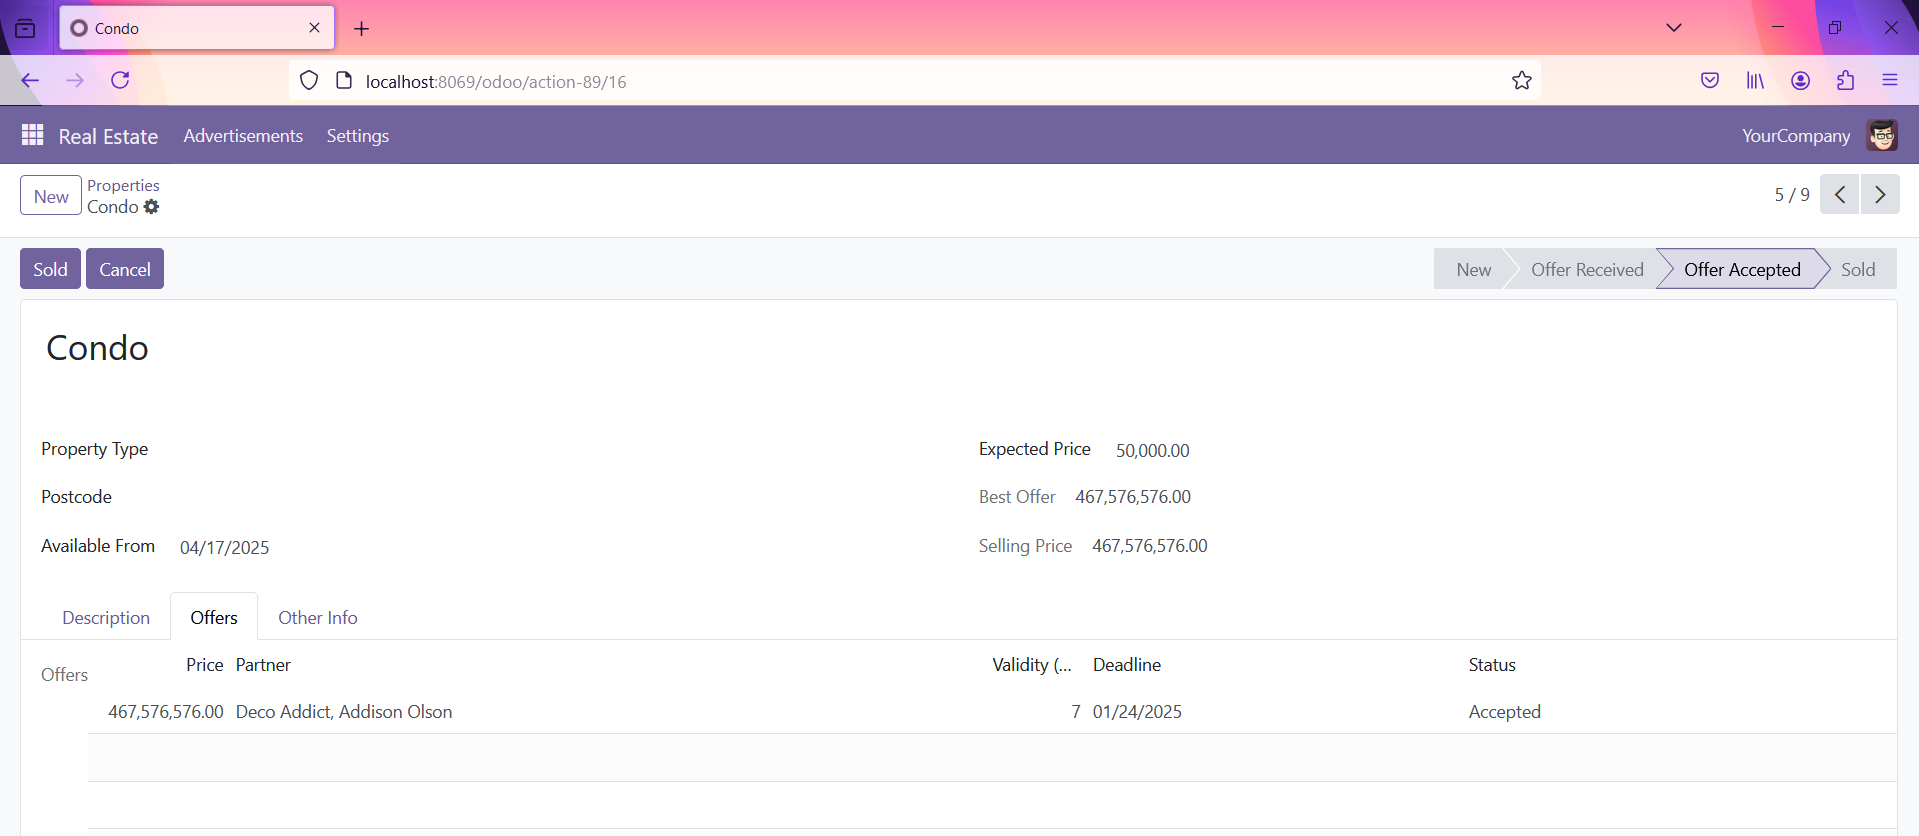 Condo
localhost:8069/odoo/action-89/16
Real Estate Advertisements Settings YourCompany
New Properties
Condo
5 / 9
Sold Cancel New Offer Received Offer Accepted Sold
Condo
Property Type Expected Price 50,000.00
Postcode Best Offer 467,576,576.00
Available From 04/17/2025 Selling Price 467,576,576.00
Description Offers Other Info
Offers Price Partner Validity (... Deadline Status
467,576,576.00 Deco Addict, Addison Olson 7 01/24/2025 Accepted